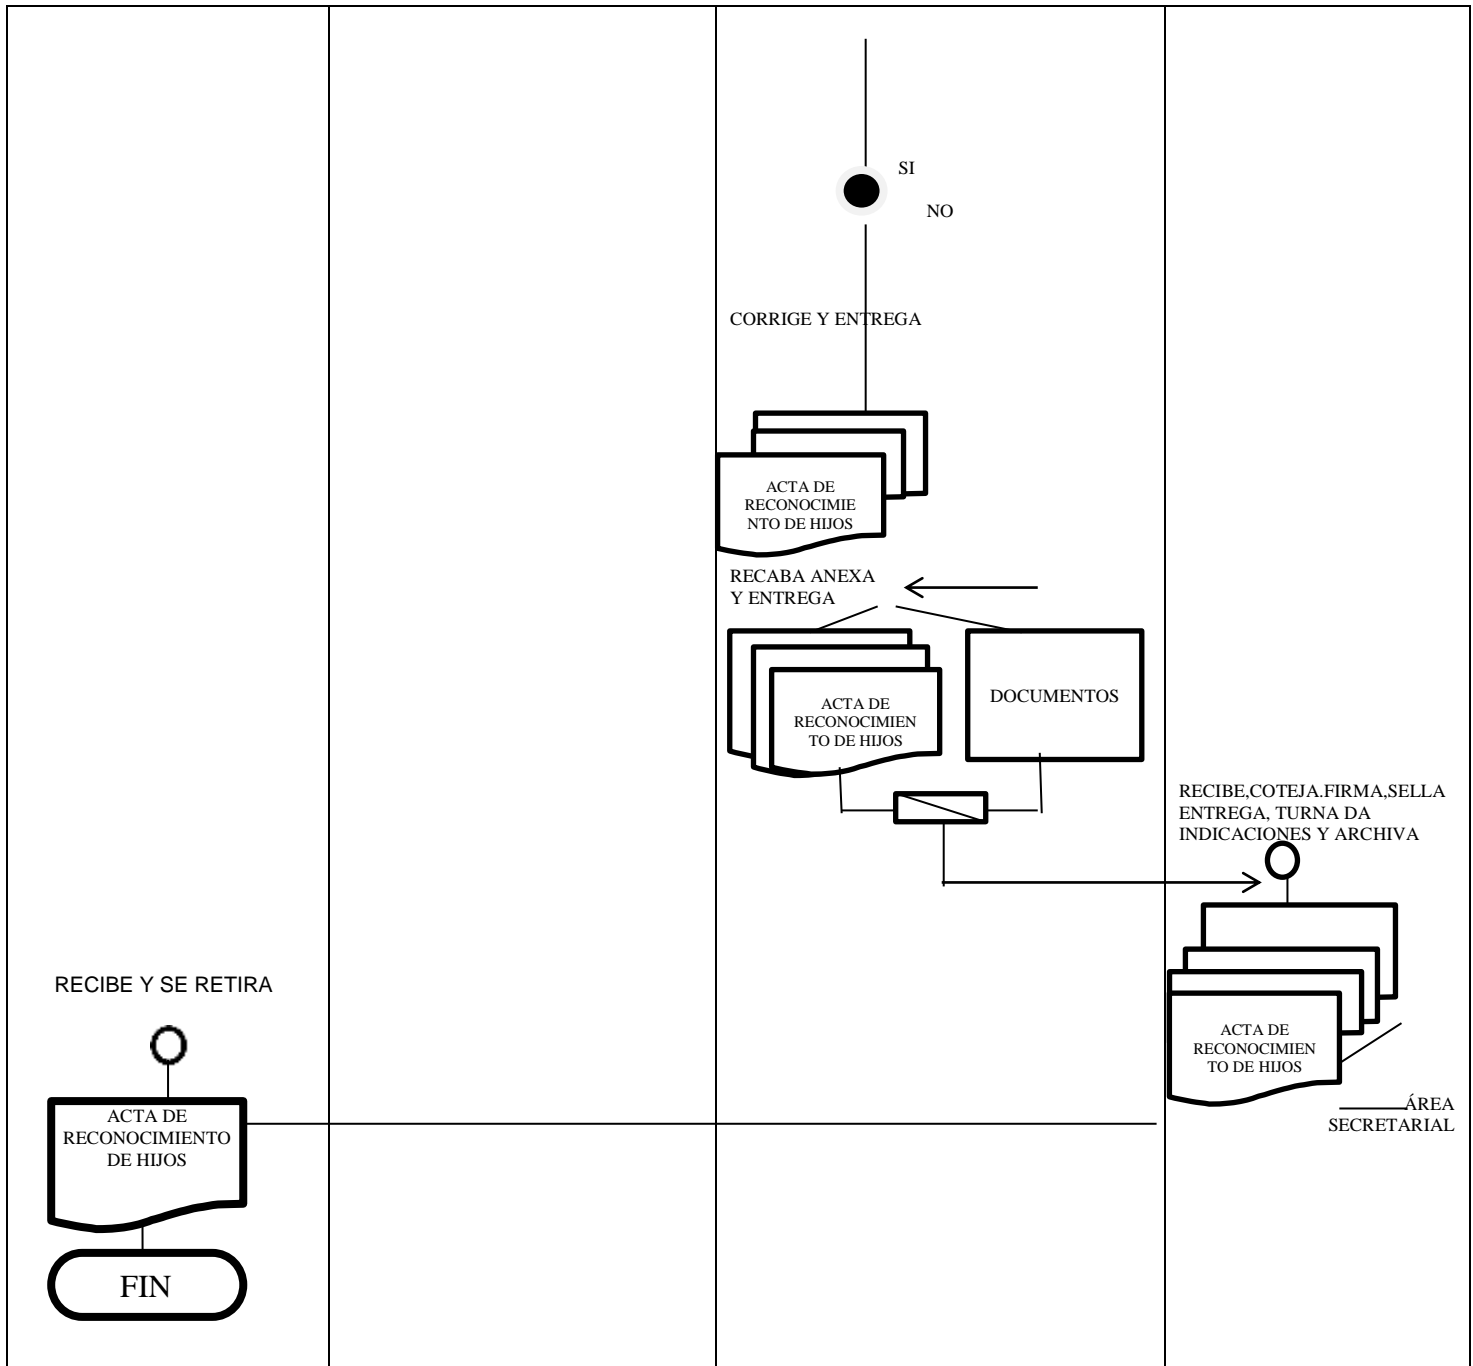 SI
NO
CORRIGE Y ENTREGA
ACTA DE
RECONOCIMIE
NTO DE HIJOS
RECABA ANEXA
Y ENTREGA
ACTA DE
RECONOCIMIEN
TO DE HIJOS
DOCUMENTOS
RECIBE,COTEJA.FIRMA,SELLA
ENTREGA, TURNA DA
INDICACIONES Y ARCHIVA
ACTA DE
RECONOCIMIEN
TO DE HIJOS
ÁREA
SECRETARIAL
RECIBE Y SE RETIRA
ACTA DE
RECONOCIMIENTO
DE HIJOS
FIN